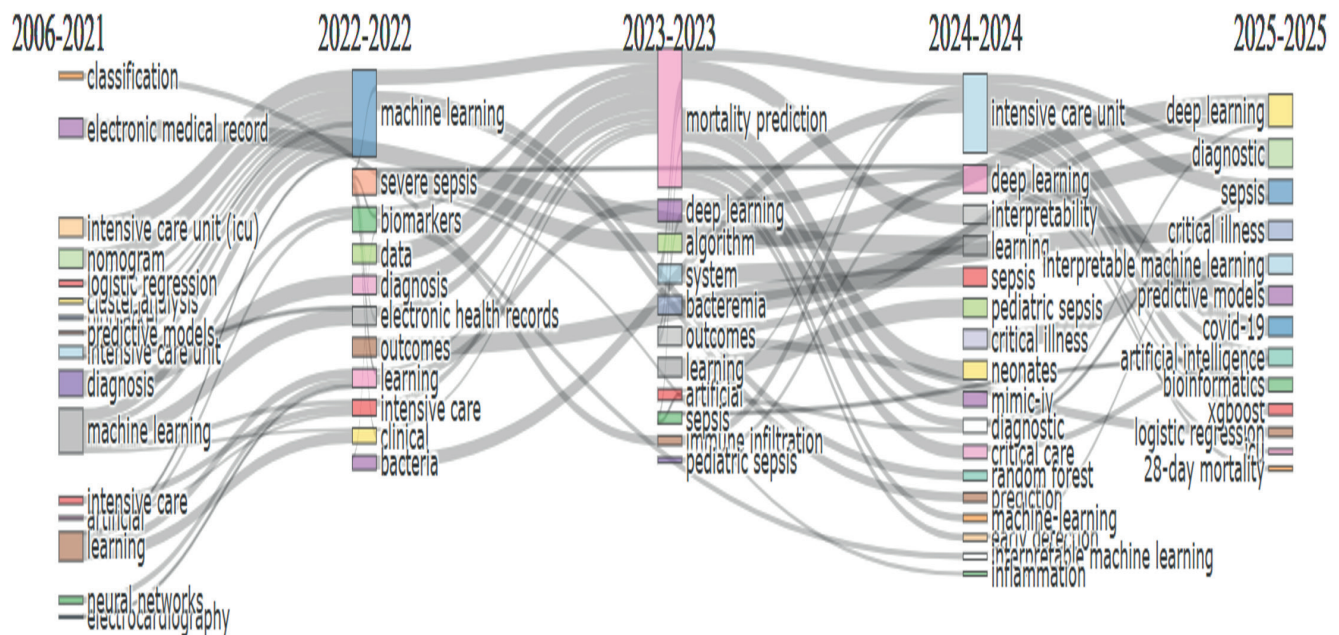 2006-2021
classification
electronic medical record
intensive care unit (icu)
nomogram
logistic regression
cluster analysis
predictive models
intensive care unit
diagnosis
machine learning
intensive care
artificial
learning
neural networks
electrocardiography
2022-2022
machine learning
severe sepsis
biomarkers
data
diagnosis
electronic health records
outcomes
learning
intensive care
clinical
bacteria
2023-2023
mortality prediction
deep learning
algorithm
system
bacteremia
outcomes
learning
artificial
sepsis
immune infiltration
pediatric sepsis
2024-2024
intensive care unit
deep learning
interpretability
learning
sepsis
pediatric sepsis
critical illness
neonates
mimic-iv
diagnostic
critical care
random forest
prediction
machine-learning
early detection
interpretable machine learning
inflammation
2025-2025
deep learning
diagnostic
sepsis
critical illness
interpretable machine learning
predictive models
covid-19
artificial intelligence
bioinformatics
xgboost
logistic regression
icu
28-day mortality